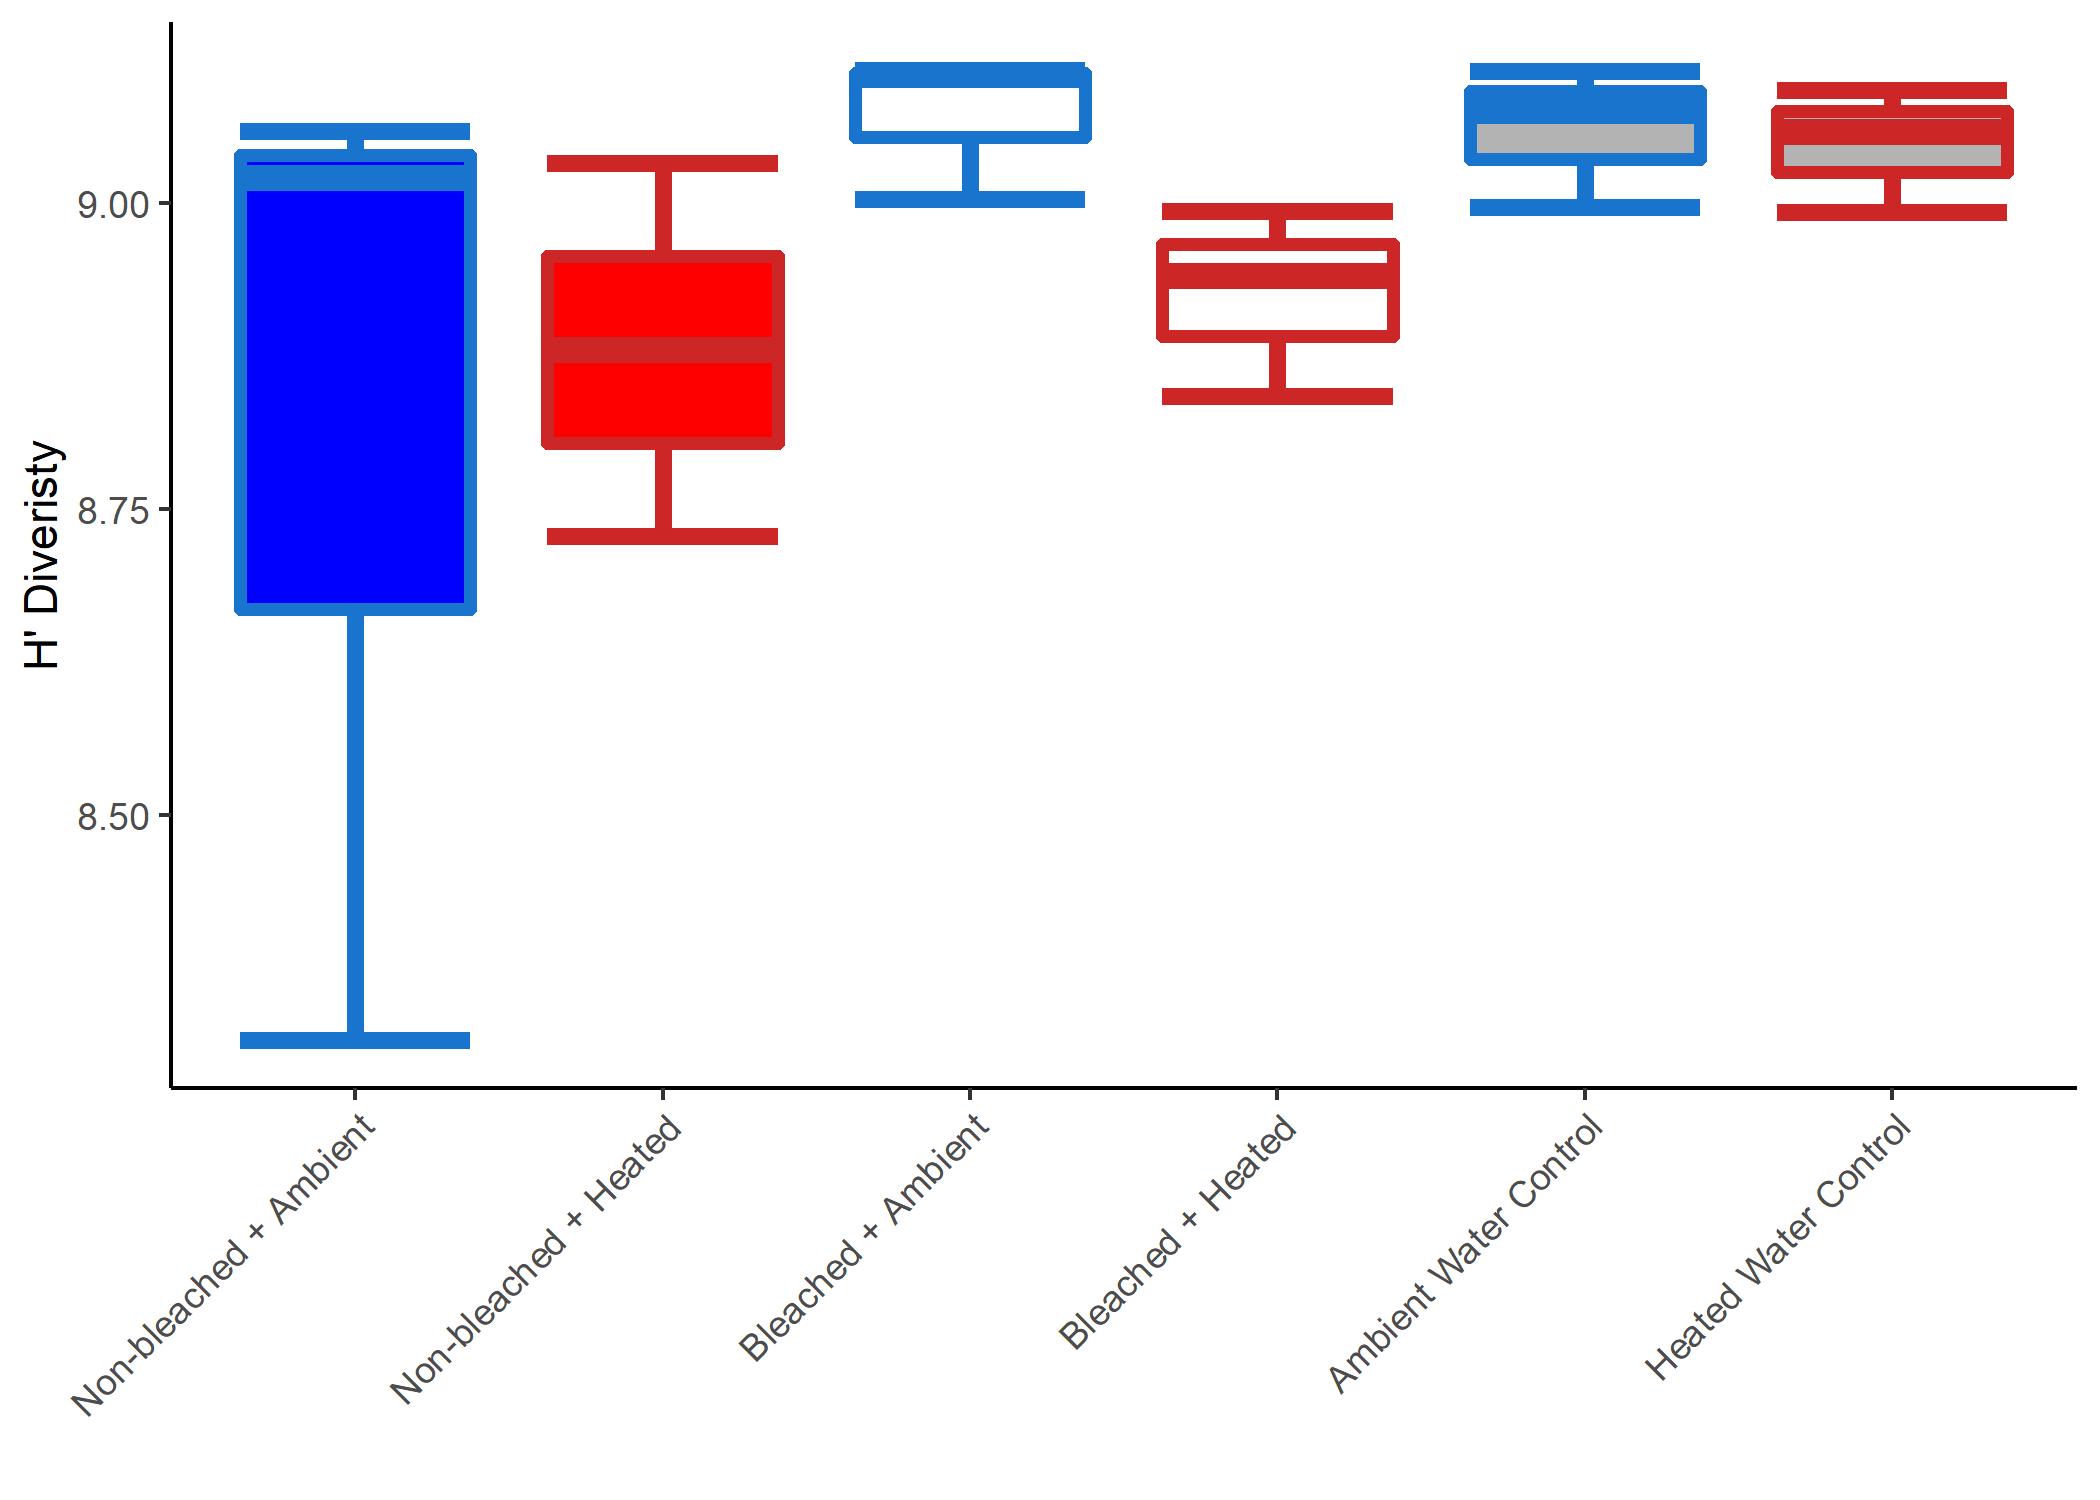 H' Diveristy
9.00
8.75
8.50
Non-bleached + Ambient
Non-bleached + Heated
Bleached + Ambient
Bleached + Heated
Ambient Water Control
Heated Water Control